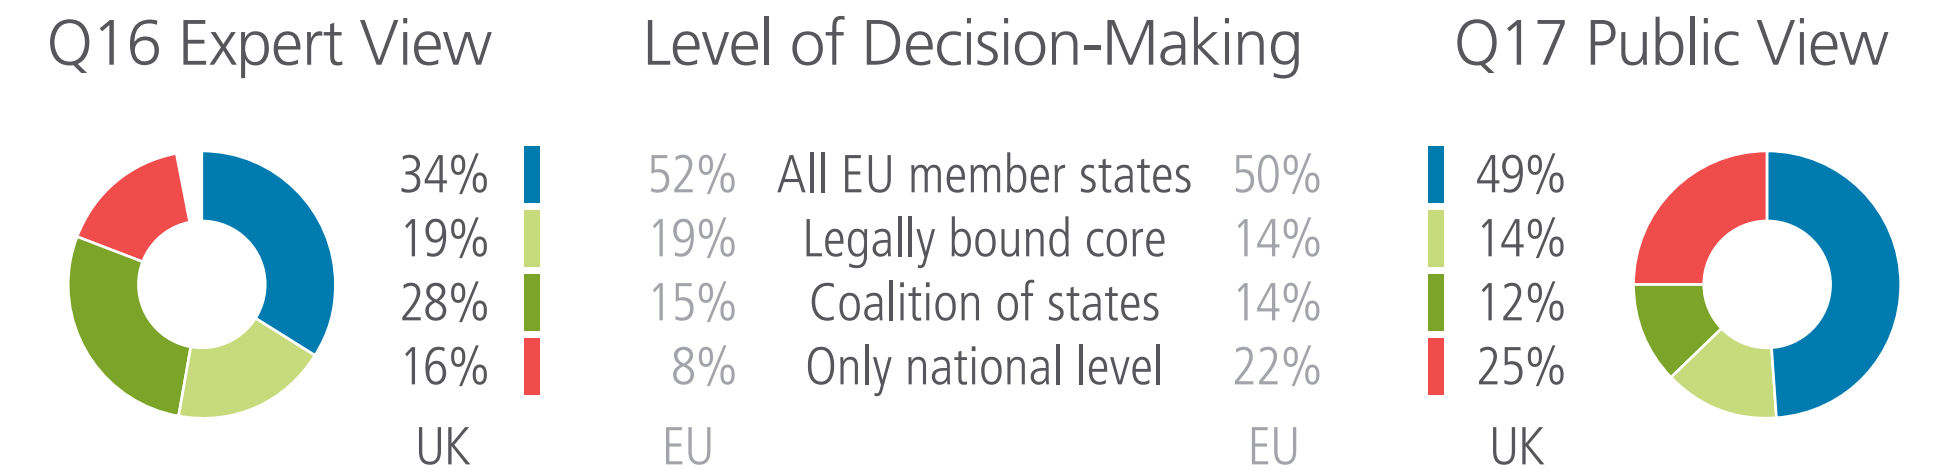 Q16 Expert View Level of Decision-Making Q17 Public View
34% 52% All EU member states 50% 49%
19% 19% Legally bound core 14% 14%
28% 15% Coalition of states 14% 12%
16% 8% Only national level 22% 25%
UK EU EU UK